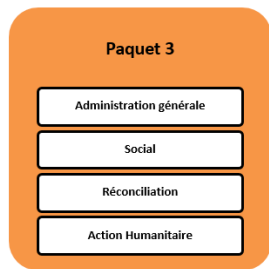 Paquet 3
Administration générale
Social
Réconciliation
Action Humanitaire